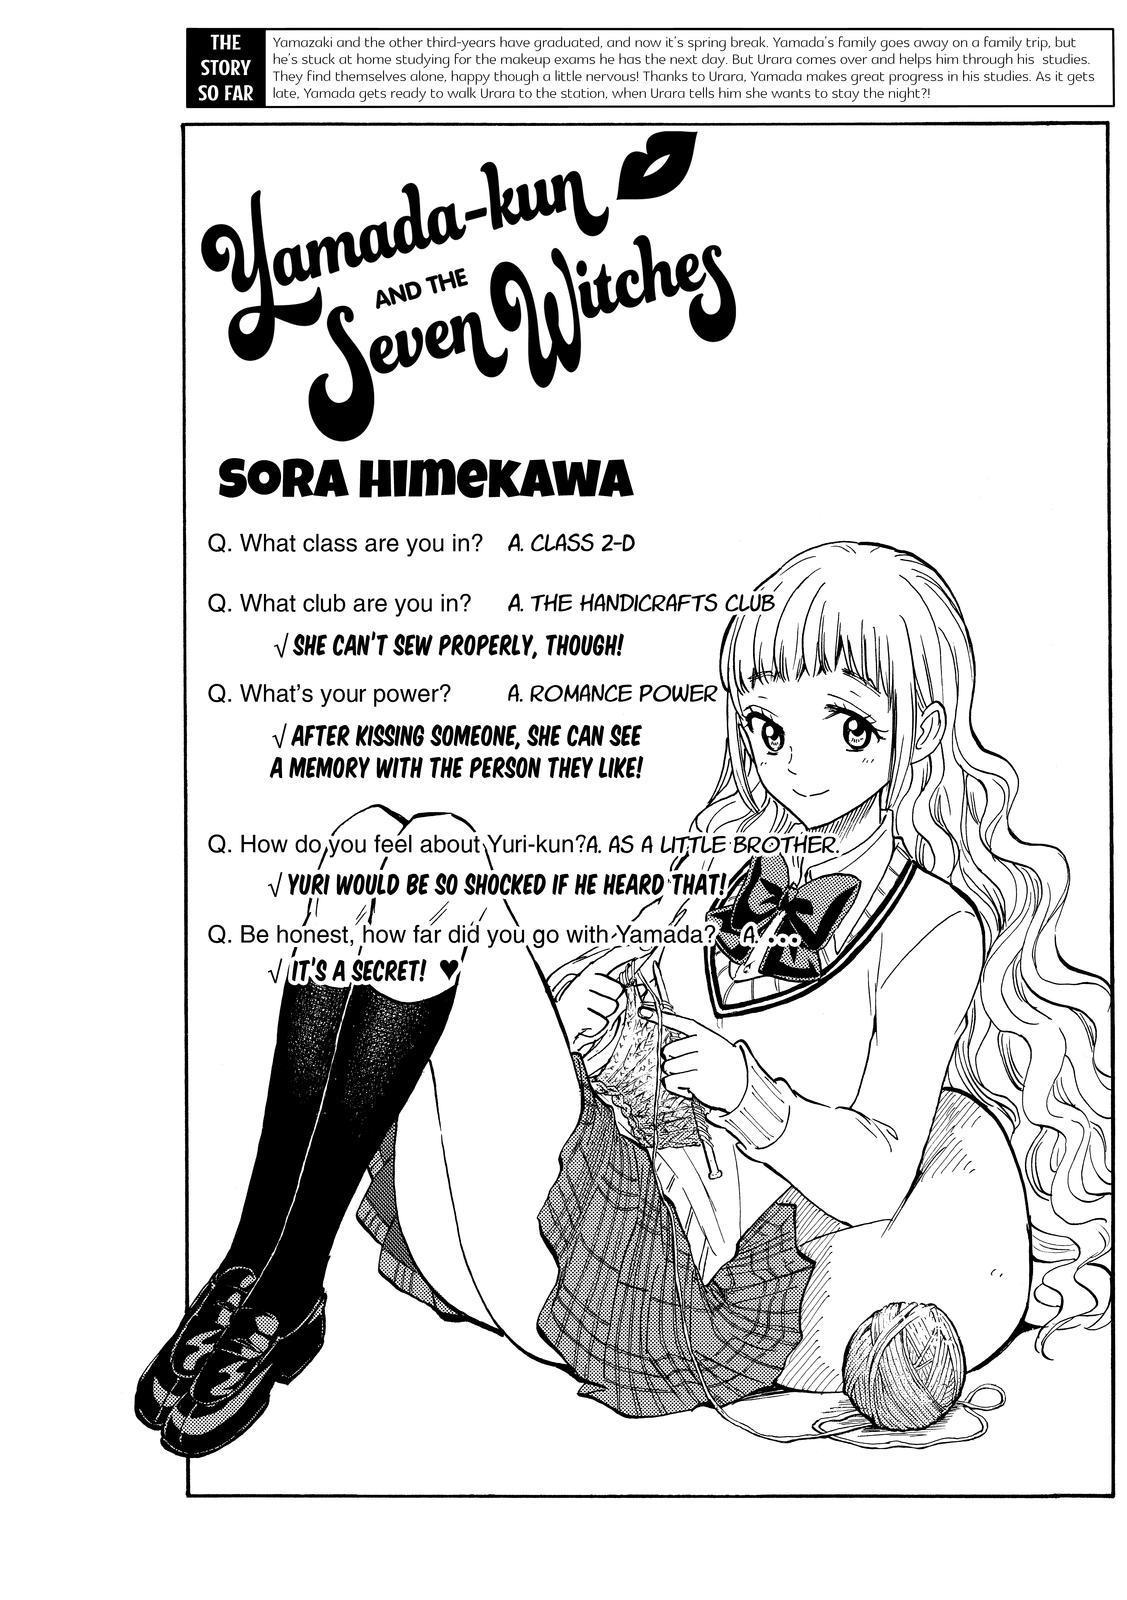 THE
STORY
SO FAR
Yamazaki and the other third-years have graduated, and now it's spring break. Yamada's family goes away on a family trip, but
he's stuck at home studying for the makeup exams he has the next day. But Urara comes over and helps him through his studies.
They find themselves alone, happy though a little nervous! Thanks to Urara, Yamada makes great progress in his studies. As it gets
late, Yamada gets ready to walk Urara to the station, when Urara tells him she wants to stay the night?!
Yamada-kun
AND THE
Seven Witches
SORA HIMEKAWA
Q. What class are you in? A. CLASS 2-D
Q. What club are you in? A. THE HANDICRAFTS CLUB
√ SHE CAN'T SEW PROPERLY, THOUGH!
Q. What's your power? A. ROMANCE POWER
√ AFTER KISSING SOMEONE, SHE CAN SEE
A MEMORY WITH THE PERSON THEY LIKE!
Q. How do you feel about Yuri-kun?A. AS A LITTLE BROTHER.
√ YURI WOULD BE SO SHOCKED IF HE HEARD THAT!
Q. Be honest, how far did you go with Yamada? A. ...
√ IT'S A SECRET! ♥